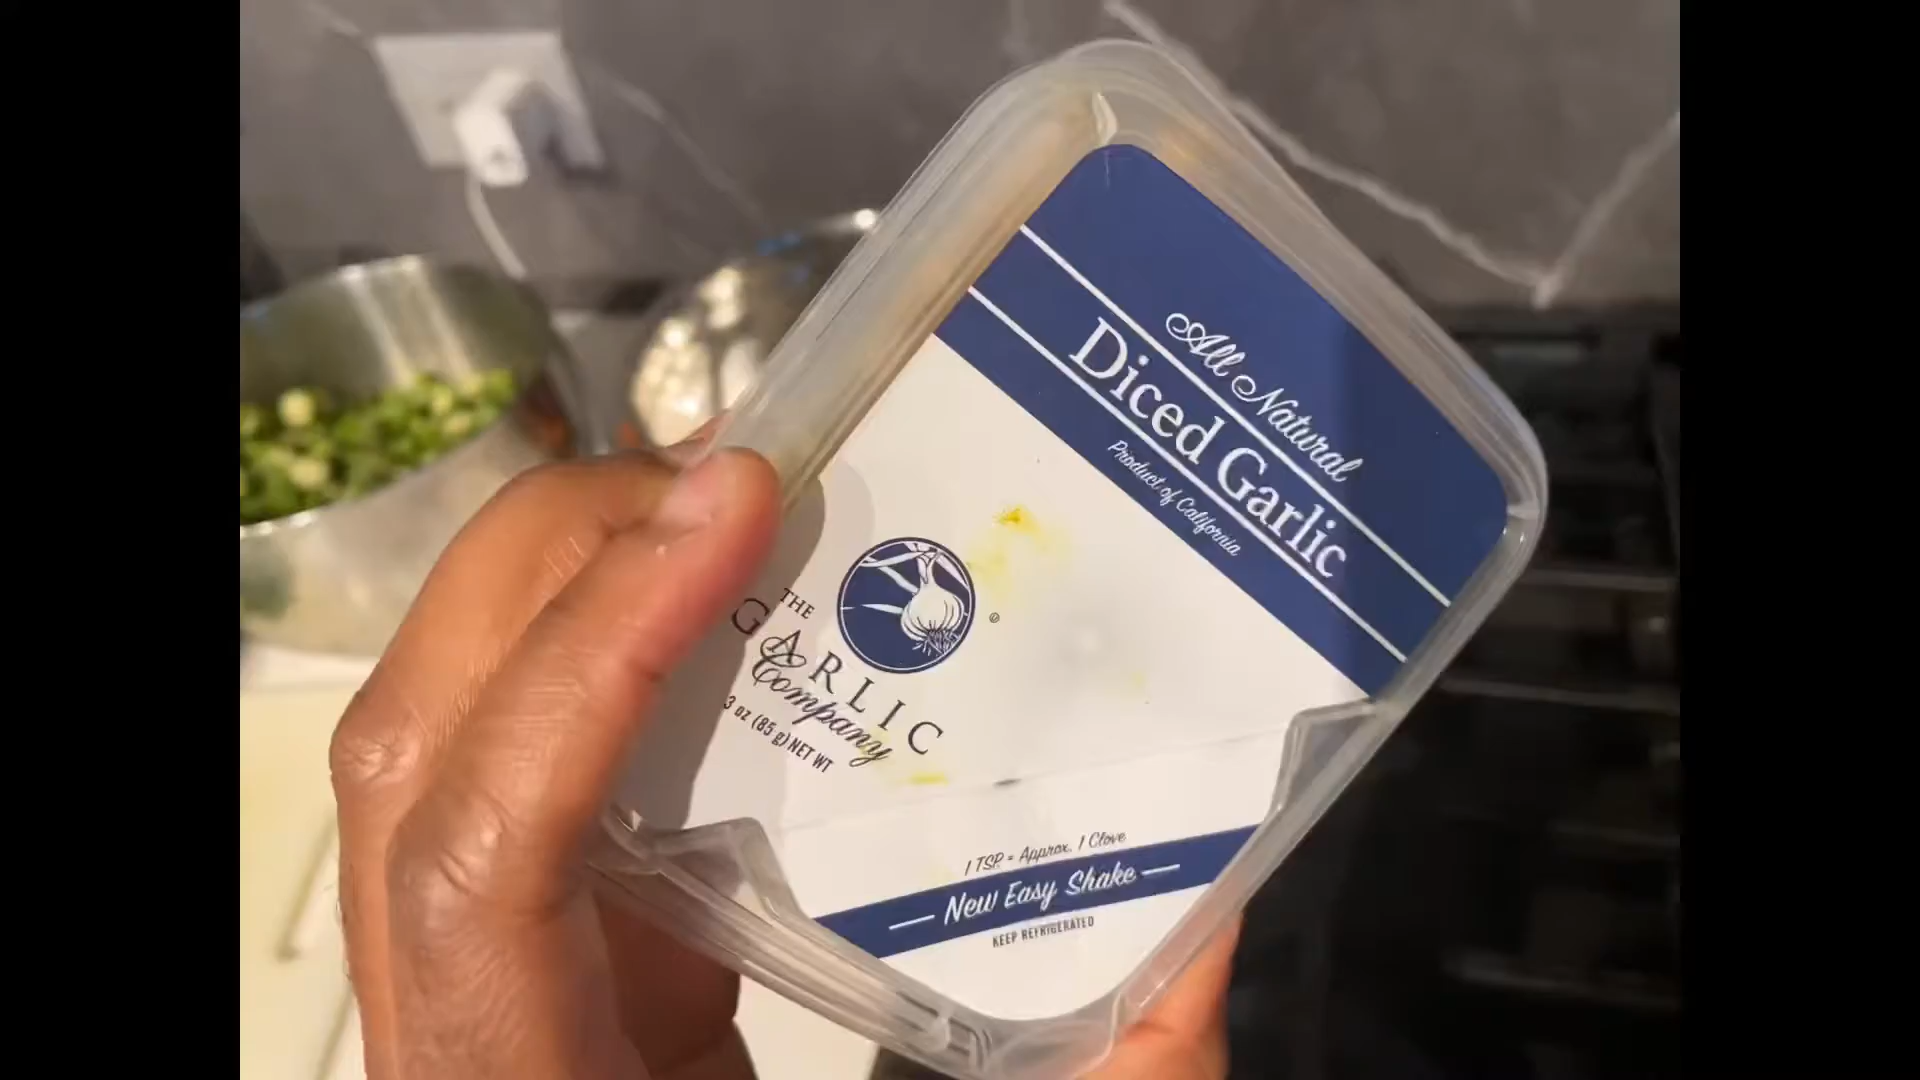 All Natural
Diced Garlic
Product of California
THE
GARLIC
Company
®
3 oz (85 g) NET WT
1 TSP. = Approx. 1 Clove
New Easy Shake
KEEP REFRIGERATED